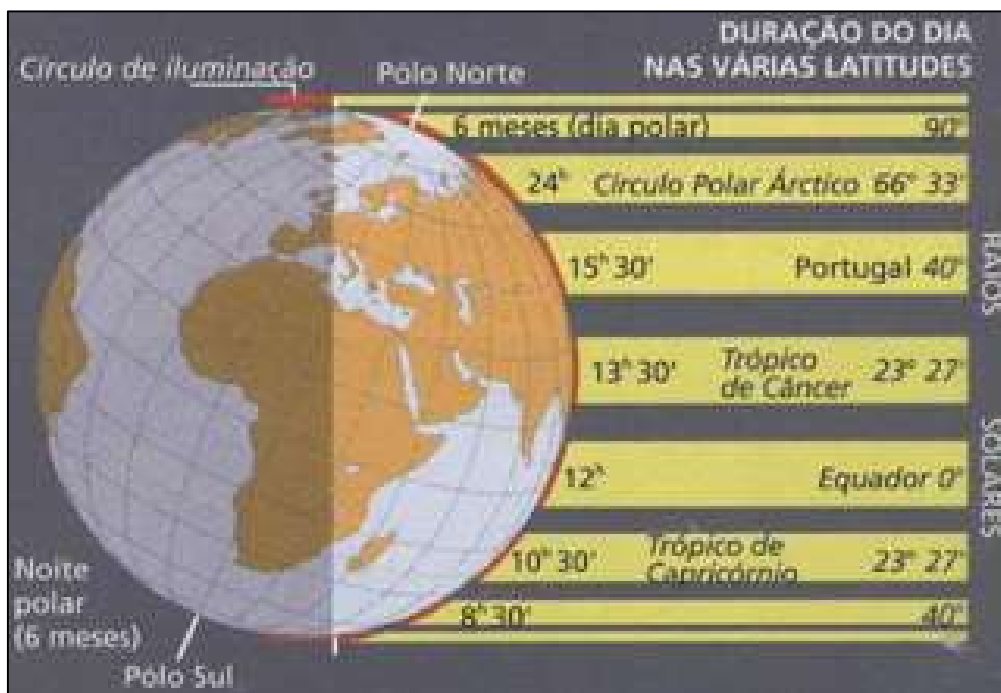 DURAÇÃO DO DIA
NAS VÁRIAS LATITUDES
Círculo de iluminação
Pólo Norte
6 meses (dia polar) 90°
24ʰ Círculo Polar Árctico 66° 33'
15ʰ 30' Portugal 40°
13ʰ 30' Trópico
de Câncer 23° 27'
12ʰ Equador 0°
10ʰ 30' Trópico de
Capricórnio 23° 27'
8ʰ 30' 40°
RAIOS
SOLARES
Noite
polar
(6 meses)
Pólo Sul